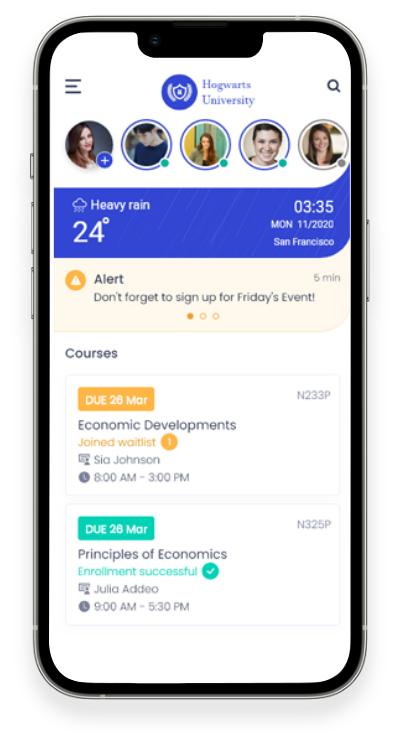 Hogwarts
University
Heavy rain
24°
03:35
MON 11/2020
San Francisco
Alert
5 min
Don't forget to sign up for Friday's Event!
Courses
DUE 26 Mar
N233P
Economic Developments
Joined waitlist 1
Sia Johnson
8:00 AM - 3:00 PM
DUE 26 Mar
N325P
Principles of Economics
Enrollment successful
Julia Addeo
9:00 AM - 5:30 PM